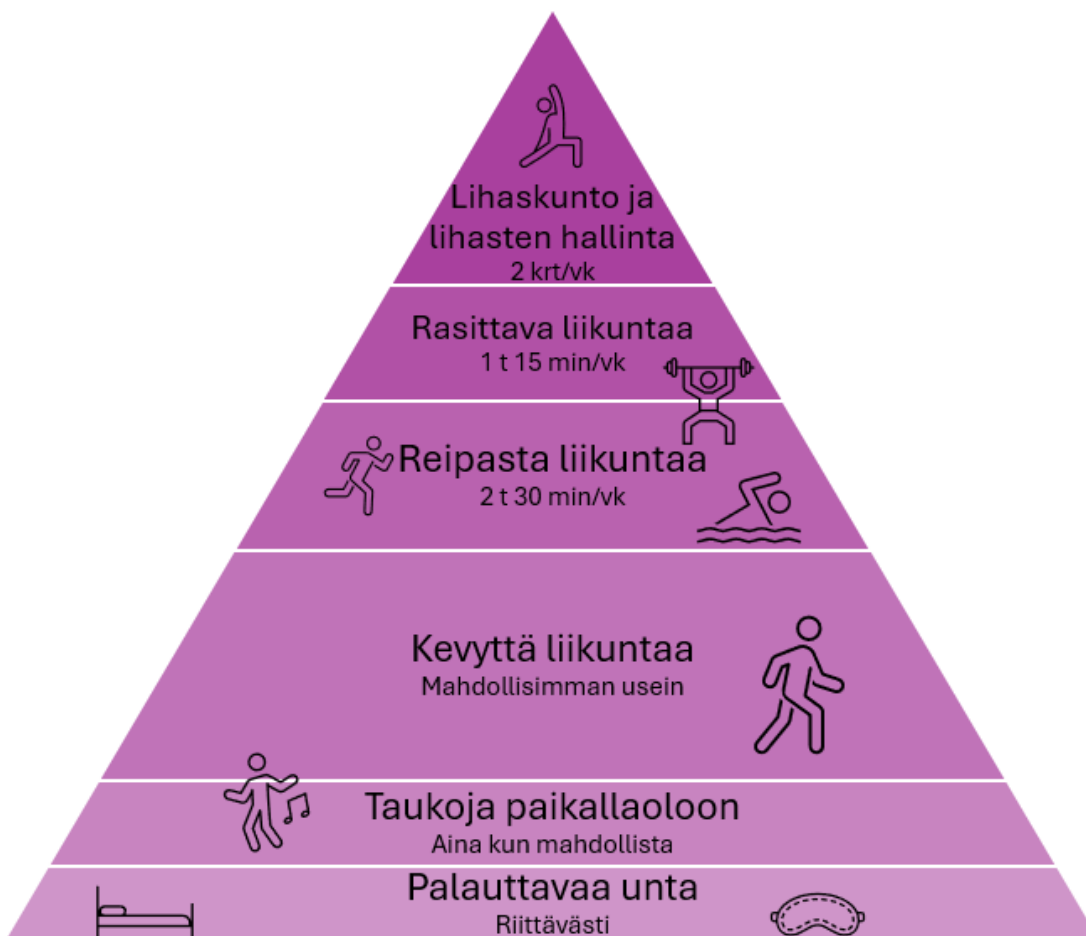 Lihaskunto ja
lihasten hallinta
2 krt/vk
Rasittava liikuntaa
1 t 15 min/vk
Reipasta liikuntaa
2 t 30 min/vk
Kevyttä liikuntaa
Mahdollisimman usein
Taukoja paikallaoloon
Aina kun mahdollista
Palauttavaa unta
Riittävästi